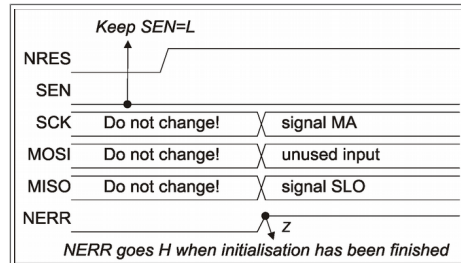 Keep SEN=L
NRES
SEN
SCK Do not change! signal MA
MOSI Do not change! unused input
MISO Do not change! signal SLO
NERR
z
NERR goes H when initialisation has been finished